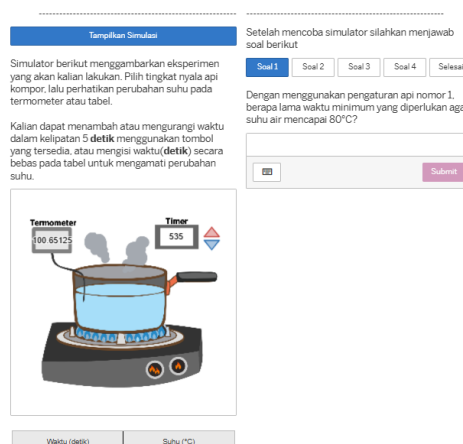 Tampilkan Simulasi
Simulator berikut menggambarkan eksperimen
yang akan kalian lakukan. Pilih tingkat nyala api
kompor, lalu perhatikan perubahan suhu pada
termometer atau tabel.
Kalian dapat menambah atau mengurangi waktu
dalam kelipatan 5 detik menggunakan tombol
yang tersedia, atau mengisi waktu(detik) secara
bebas pada tabel untuk mengamati perubahan
suhu.
Termometer
100.65125
Timer
535
Waktu (detik)
Suhu (°C)
Setelah mencoba simulator silahkan menjawab
soal berikut
Soal 1
Soal 2
Soal 3
Soal 4
Selesai
Dengan menggunakan pengaturan api nomor 1,
berapa lama waktu minimum yang diperlukan aga
suhu air mencapai 80°C?
Submit